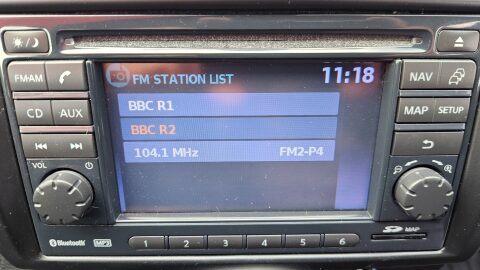 FM STATION LIST 11:18
FM•AM
NAV
BBC R1
CD AUX
BBC R2
MAP SETUP
104.1 MHz FM2-P4
VOL
Bluetooth MP3
1 2 3 4 5 6
SD MAP